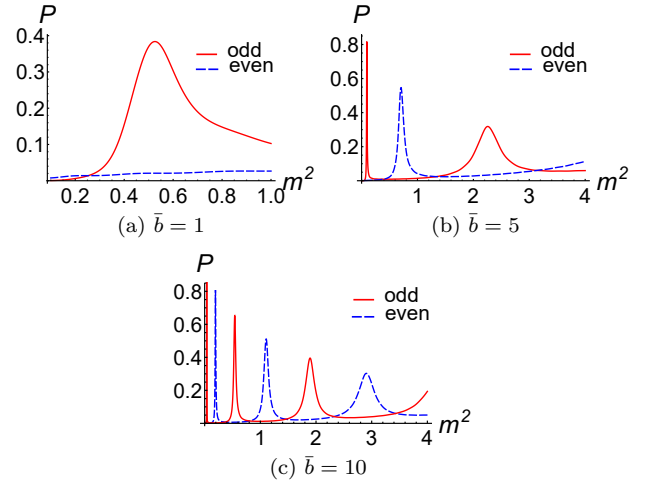 P
0.4
0.3
0.2
0.1
0.2 0.4 0.6 0.8 1.0 m²
odd
even
(a) b̄ = 1
P
0.8
0.6
0.4
0.2
1 2 3 4 m²
odd
even
(b) b̄ = 5
P
0.8
0.6
0.4
0.2
1 2 3 4 m²
odd
even
(c) b̄ = 10